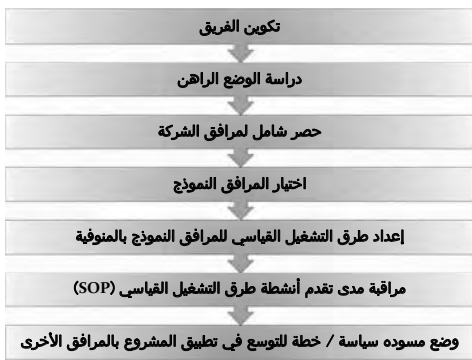 تكوين الفريق
دراسة الوضع الراهن
حصر شامل لمرافق الشركة
اختيار المرافق النموذج
إعداد طرق التشغيل القياسي للمرافق النموذج بالمنوفية
مراقبة مدى تقدم أنشطة طرق التشغيل القياسي (SOP)
وضع مسوده سياسة / خطة للتوسع في تطبيق المشروع بالمرافق الأخرى